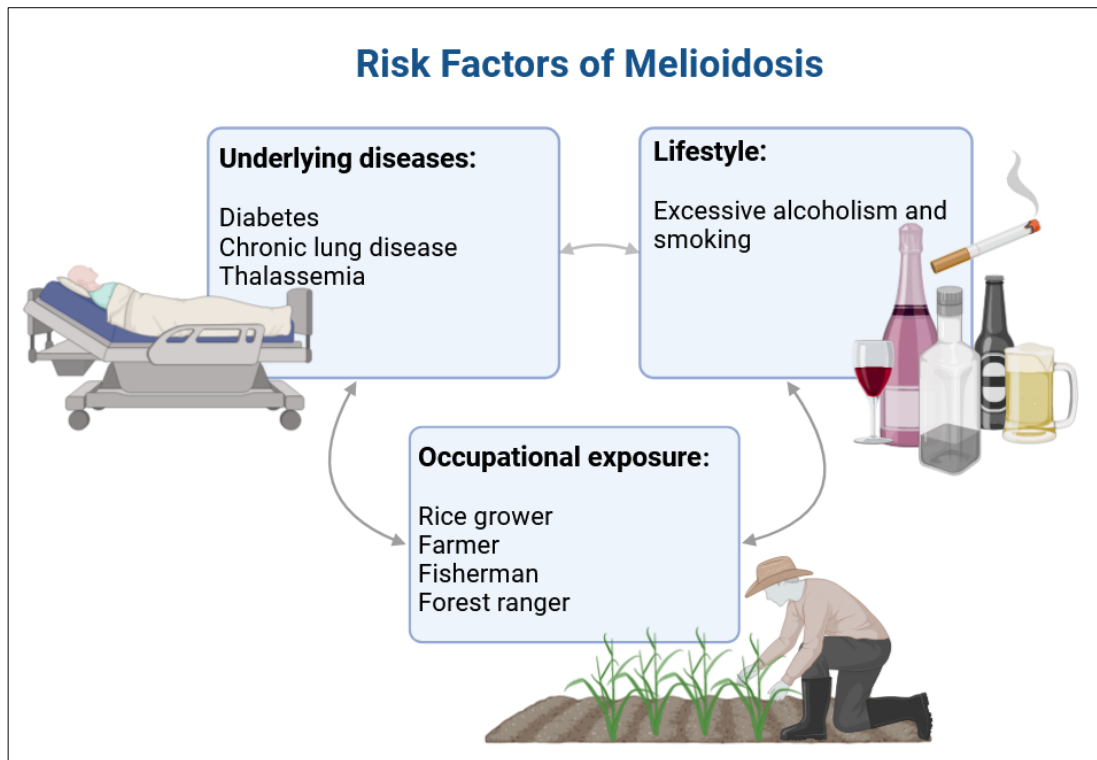 Risk Factors of Melioidosis
Underlying diseases:
Diabetes
Chronic lung disease
Thalassemia
Lifestyle:
Excessive alcoholism and
smoking
Occupational exposure:
Rice grower
Farmer
Fisherman
Forest ranger